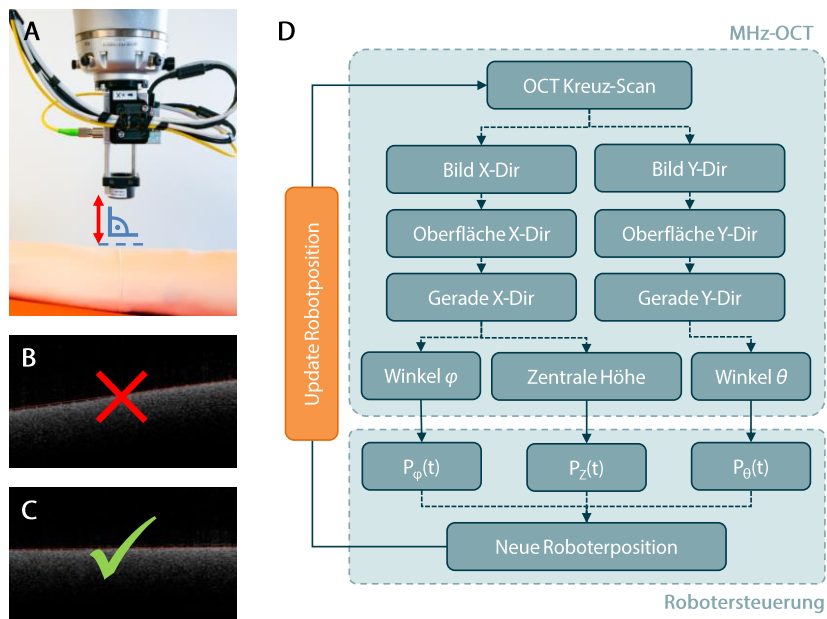 A
B
C
D
MHz-OCT
OCT Kreuz-Scan
Bild X-Dir
Bild Y-Dir
Oberfläche X-Dir
Oberfläche Y-Dir
Gerade X-Dir
Gerade Y-Dir
Winkel φ
Zentrale Höhe
Winkel θ
Update Robotposition
Pφ(t)
PZ(t)
Pθ(t)
Neue Roboterposition
Robotersteuerung